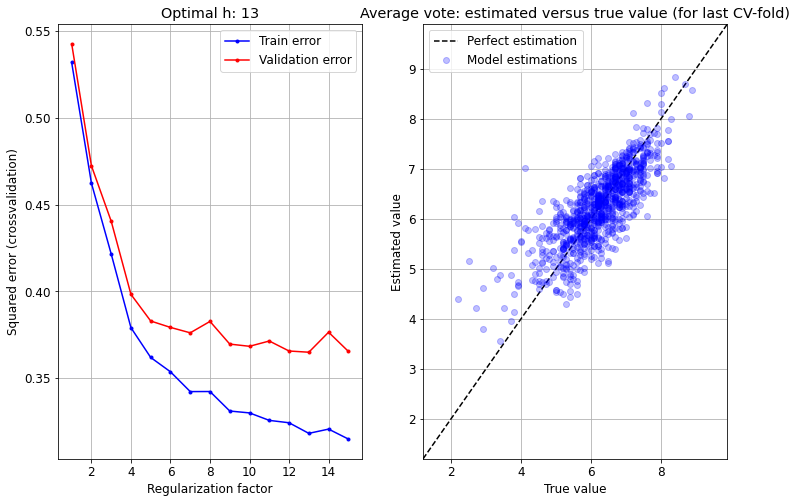 Optimal h: 13
Train error
Validation error
0.55
0.50
0.45
0.40
0.35
Squared error (crossvalidation)
2 4 6 8 10 12 14
Regularization factor
Average vote: estimated versus true value (for last CV-fold)
Perfect estimation
Model estimations
9
8
7
6
5
4
3
2
Estimated value
2 4 6 8
True value